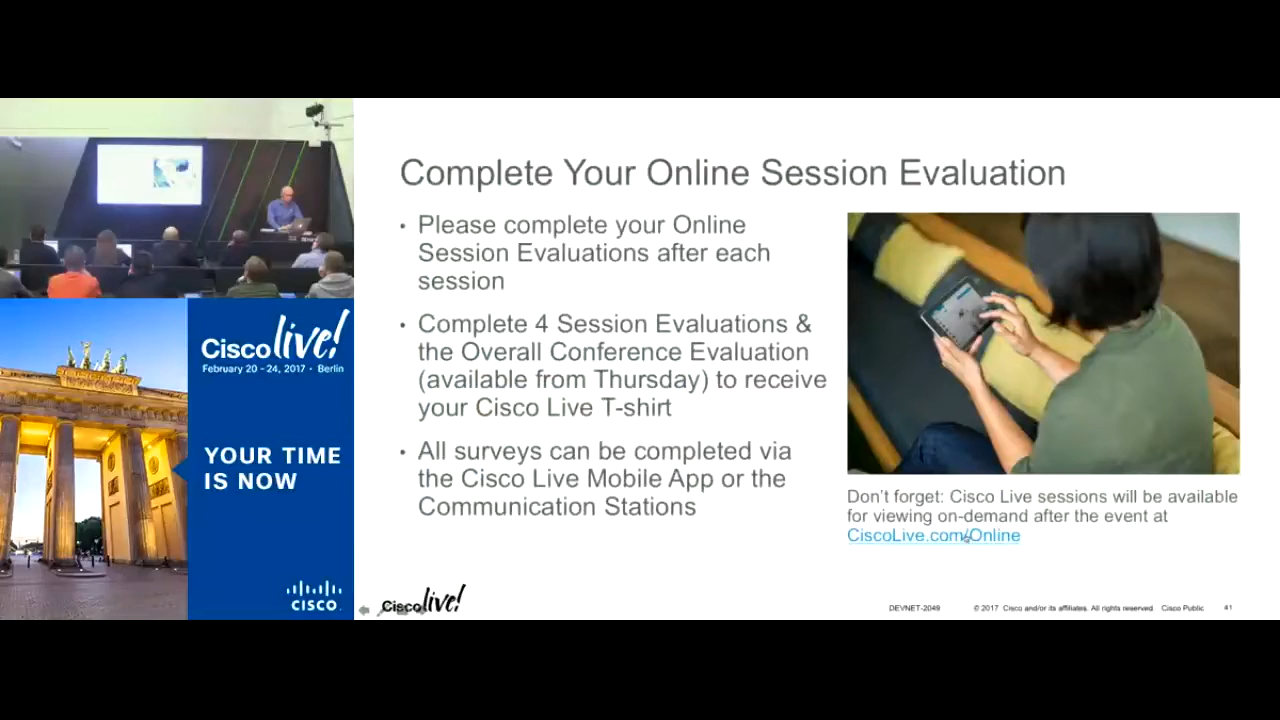 Cisco live!
February 20 - 24, 2017 · Berlin
YOUR TIME
IS NOW
CISCO
Complete Your Online Session Evaluation
• Please complete your Online
Session Evaluations after each
session
• Complete 4 Session Evaluations &
the Overall Conference Evaluation
(available from Thursday) to receive
your Cisco Live T-shirt
• All surveys can be completed via
the Cisco Live Mobile App or the
Communication Stations
Don't forget: Cisco Live sessions will be available
for viewing on-demand after the event at
CiscoLive.com/Online
Cisco live!
DEVNET-2049 © 2017 Cisco and/or its affiliates. All rights reserved. Cisco Public 41